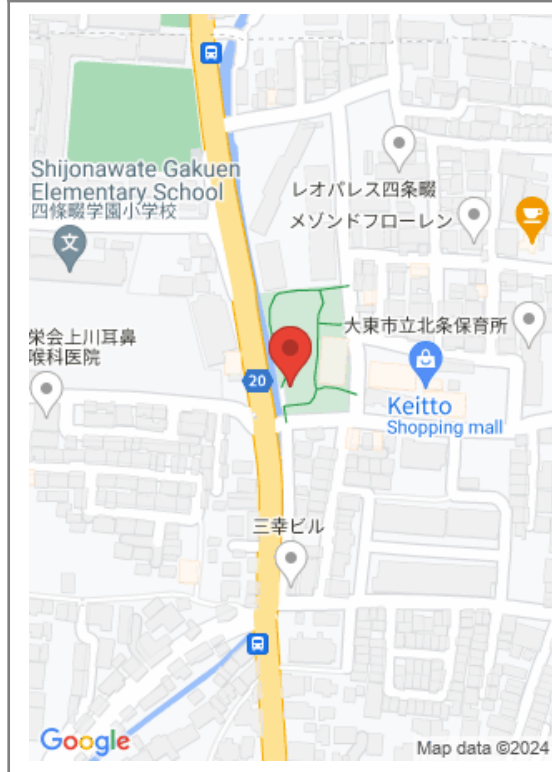 Shijonawate Gakuen
Elementary School
四條畷学園小学校
文
レオパレス四条畷
メゾンドフローレン
栄会上川耳鼻
喉科医院
大東市立北条保育所
20
Keitto
Shopping mall
三幸ビル
Google
Map data ©2024